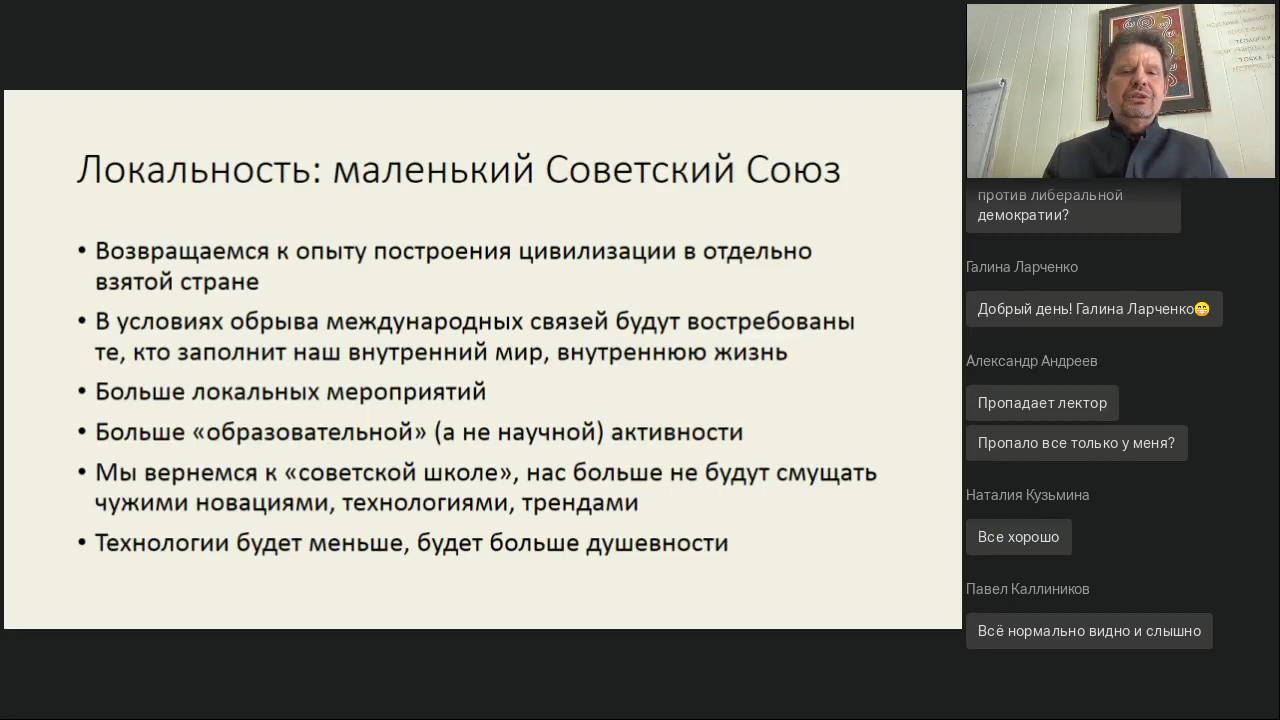 Локальность: маленький Советский Союз
• Возвращаемся к опыту построения цивилизации в отдельно
взятой стране
• В условиях обрыва международных связей будут востребованы
те, кто заполнит наш внутренний мир, внутреннюю жизнь
• Больше локальных мероприятий
• Больше «образовательной» (а не научной) активности
• Мы вернемся к «советской школе», нас больше не будут смущать
чужими новациями, технологиями, трендами
• Технологии будет меньше, будет больше душевности
против либеральной
демократии?
Галина Ларченко
Добрый день! Галина Ларченко😁
Александр Андреев
Пропадает лектор
Пропало все только у меня?
Наталия Кузьмина
Все хорошо
Павел Каллиников
Всё нормально видно и слышно